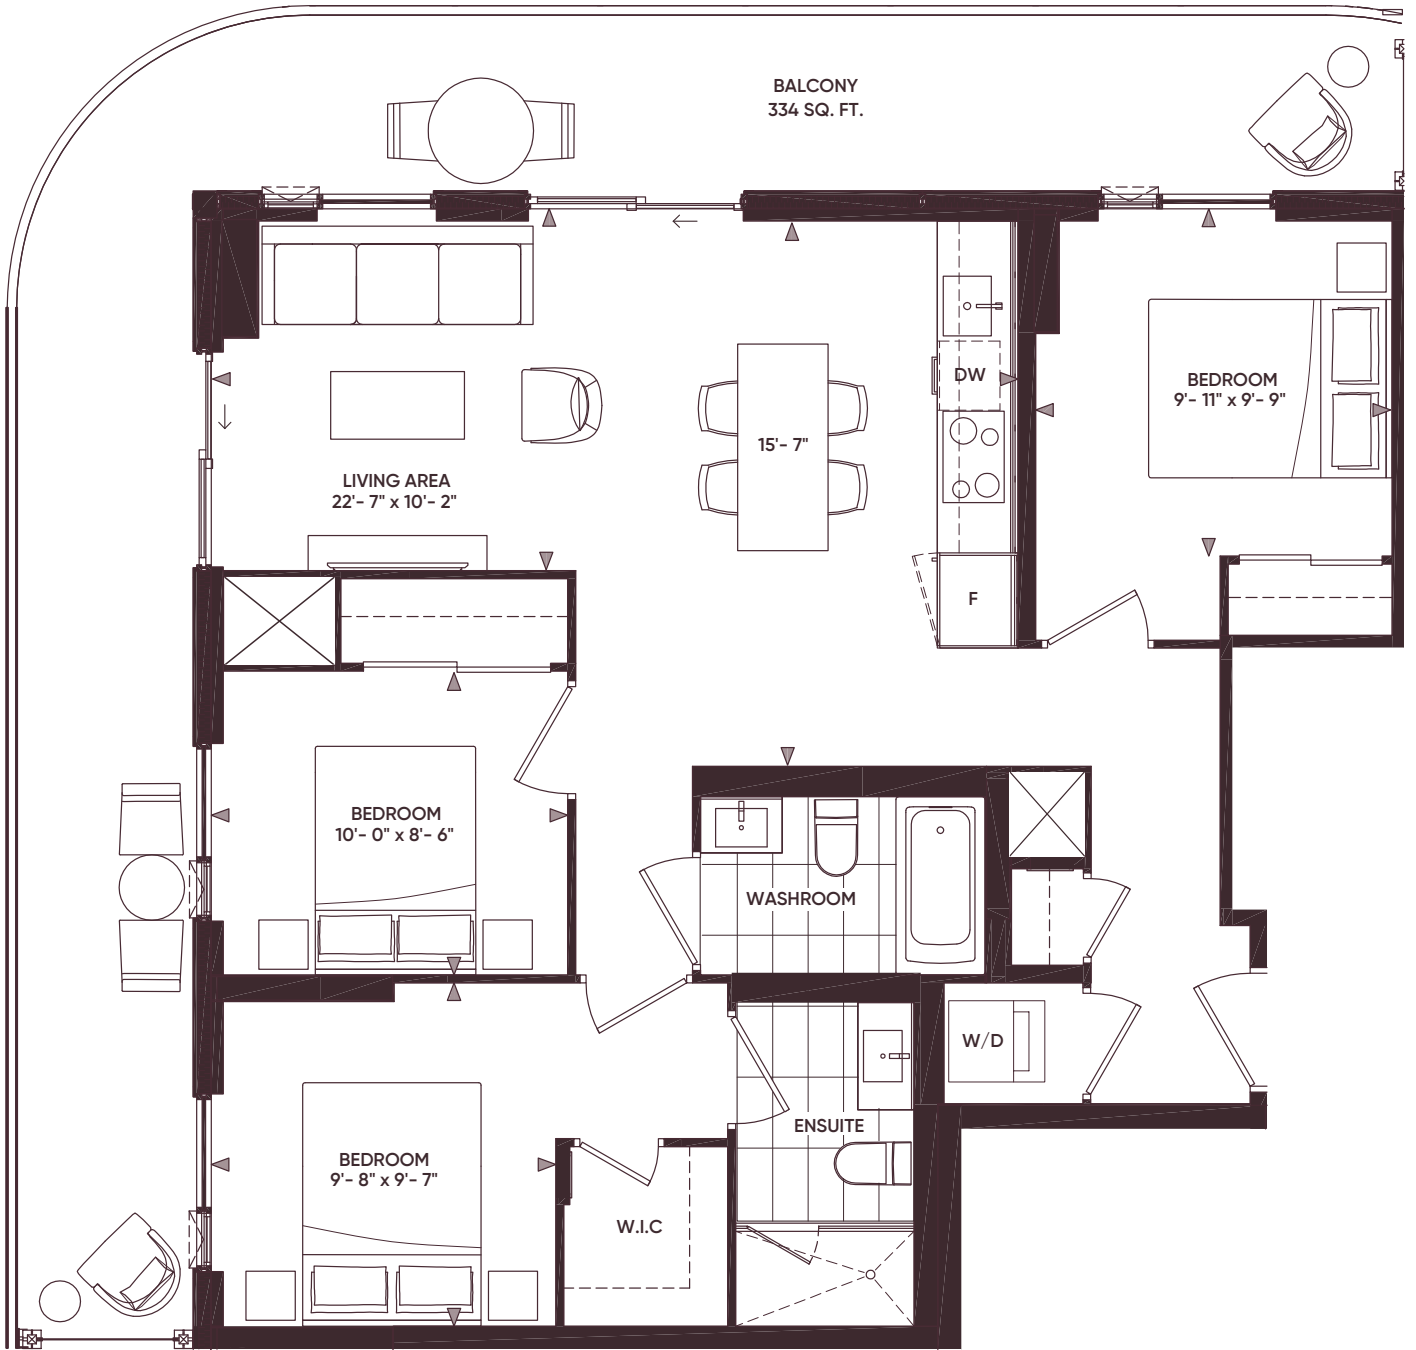 BALCONY
334 SQ. FT.
DW
BEDROOM
9'- 11" x 9'- 9"
15'- 7"
LIVING AREA
22'- 7" x 10'- 2"
F
BEDROOM
10'- 0" x 8'- 6"
WASHROOM
W/D
ENSUITE
BEDROOM
9'- 8" x 9'- 7"
W.I.C